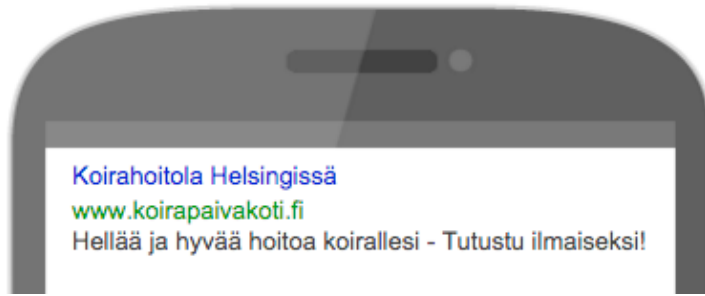 Koirahoitola Helsingissä
www.koirapaivakoti.fi
Hellää ja hyvää hoitoa koirallesi - Tutustu ilmaiseksi!